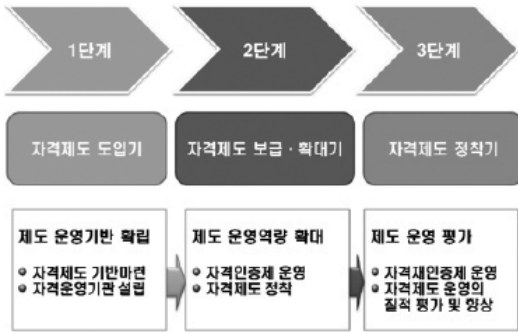 1단계
2단계
3단계
자격제도 도입기
자격제도 보급·확대기
자격제도 정착기
제도 운영기반 확립
● 자격제도 기반마련
● 자격운영기관 설립
제도 운영역량 확대
● 자격인증제 운영
● 자격제도 정착
제도 운영 평가
● 자격재인증제 운영
● 자격제도 운영의
질적 평가 및 향상